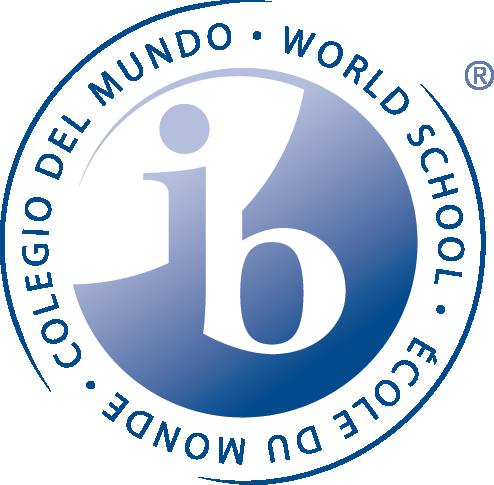 COLEGIO DEL MUNDO • WORLD SCHOOL • ÉCOLE DU MONDE •
ib
®